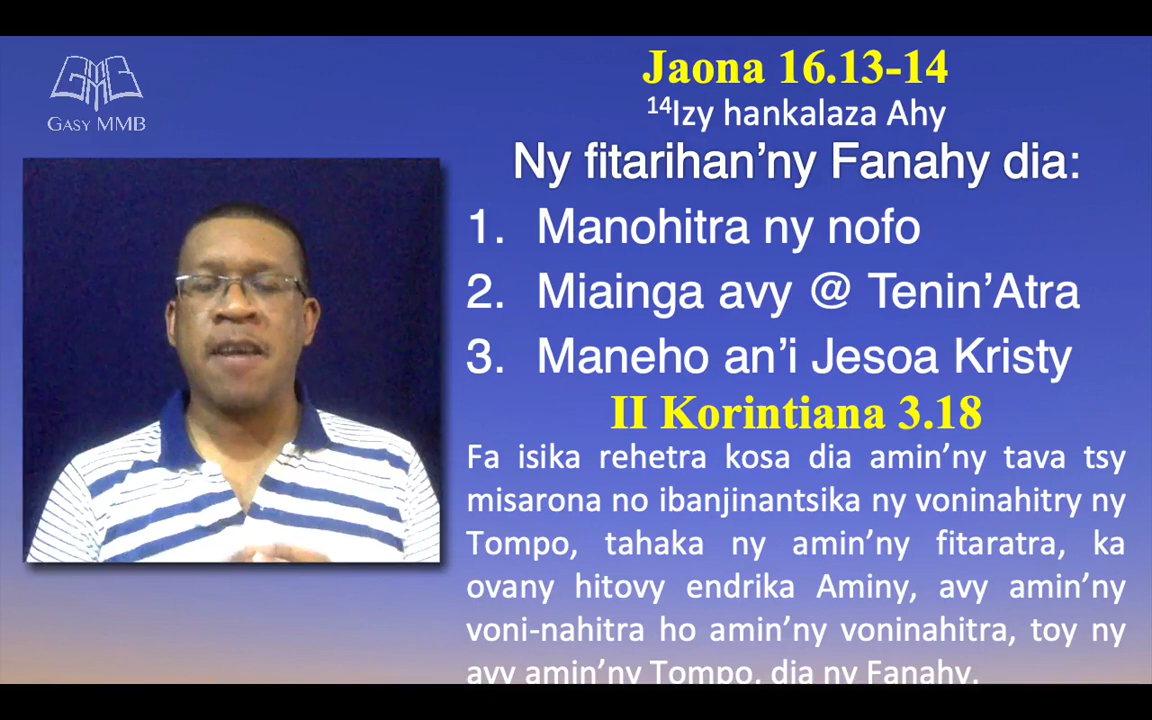 GMG
GASY MMB
Jaona 16.13-14
14Izy hankalaza Ahy
Ny fitarihan’ny Fanahy dia:
1. Manohitra ny nofo
2. Miainga avy @ Tenin’Atra
3. Maneho an’i Jesoa Kristy
II Korintiana 3.18
Fa isika rehetra kosa dia amin’ny tava tsy
misarona no ibanjinantsika ny voninahitry ny
Tompo, tahaka ny amin’ny fitaratra, ka
ovany hitovy endrika Aminy, avy amin’ny
voni-nahitra ho amin’ny voninahitra, toy ny
avy amin’ny Tompo, dia ny Fanahy.